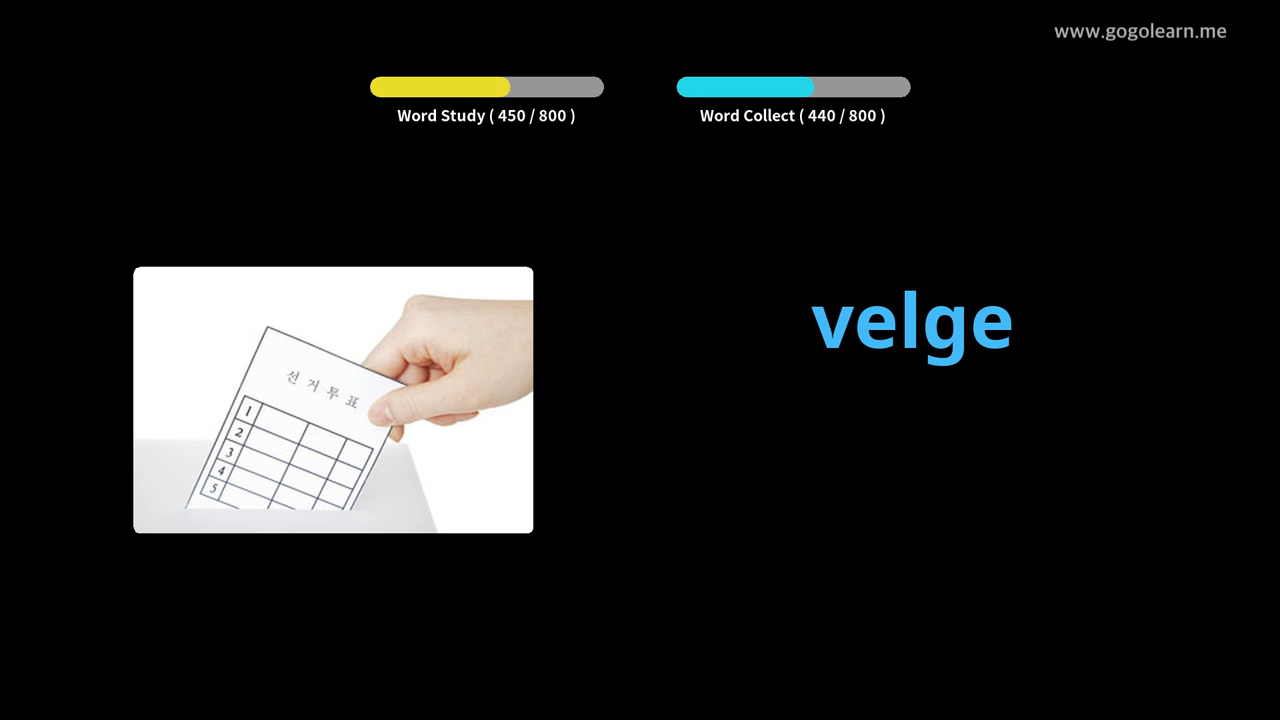 www.gogolearn.me
Word Study ( 450 / 800 )
Word Collect ( 440 / 800 )
velge
선 거 투 표
1
2
3
4
5